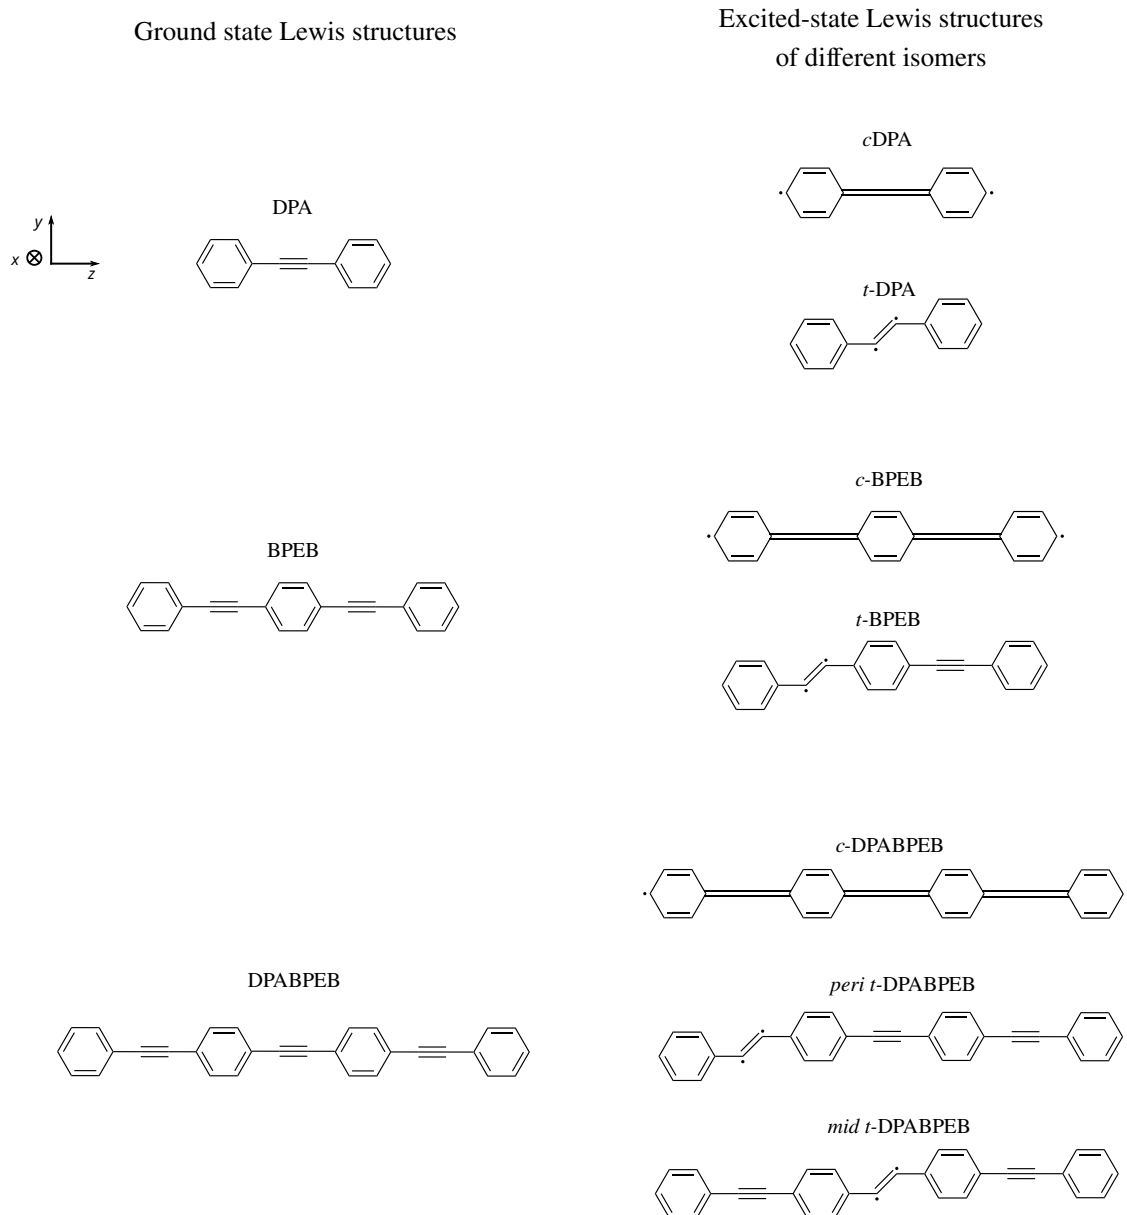 Ground state Lewis structures
Excited-state Lewis structures
of different isomers
cDPA
DPA
y
x
z
t-DPA
c-BPEB
BPEB
t-BPEB
c-DPABPEB
DPABPEB
peri t-DPABPEB
mid t-DPABPEB